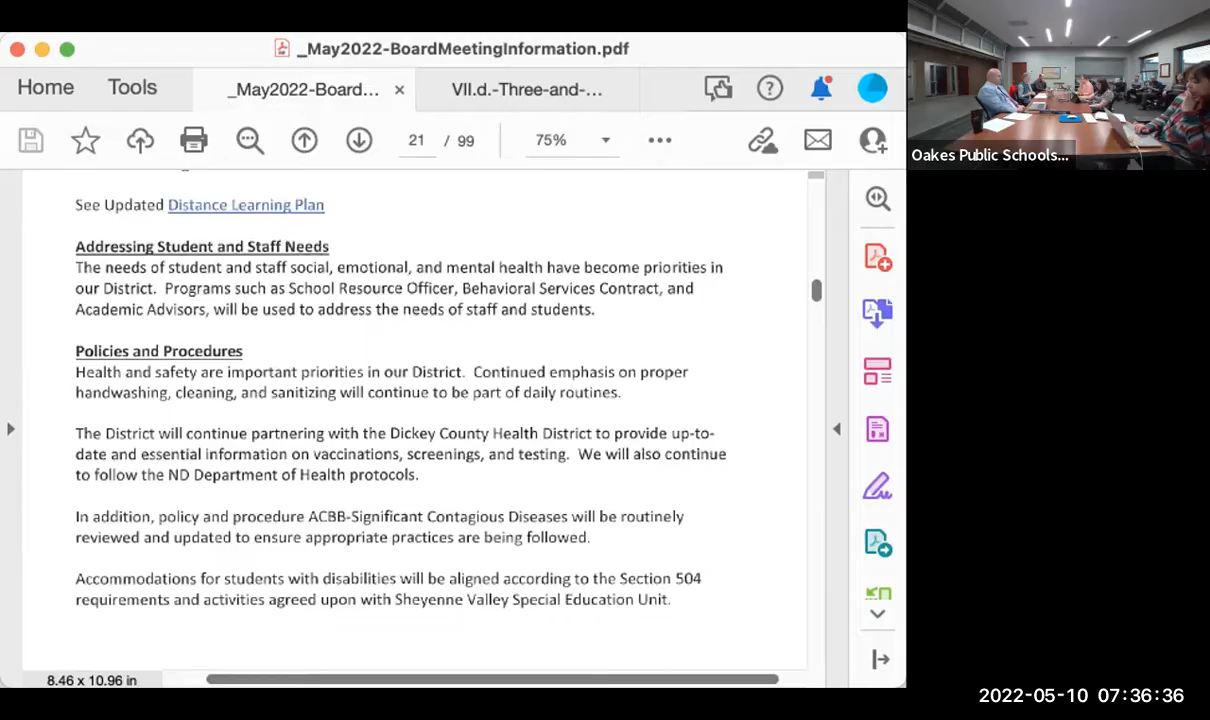 _May2022-BoardMeetingInformation.pdf
Home
Tools
_May2022-Board...
VII.d.-Three-and-...
21 / 99
75%
Oakes Public Schools...
See Updated Distance Learning Plan
Addressing Student and Staff Needs
The needs of student and staff social, emotional, and mental health have become priorities in
our District. Programs such as School Resource Officer, Behavioral Services Contract, and
Academic Advisors, will be used to address the needs of staff and students.
Policies and Procedures
Health and safety are important priorities in our District. Continued emphasis on proper
handwashing, cleaning, and sanitizing will continue to be part of daily routines.
The District will continue partnering with the Dickey County Health District to provide up-to-
date and essential information on vaccinations, screenings, and testing. We will also continue
to follow the ND Department of Health protocols.
In addition, policy and procedure ACBB-Significant Contagious Diseases will be routinely
reviewed and updated to ensure appropriate practices are being followed.
Accommodations for students with disabilities will be aligned according to the Section 504
requirements and activities agreed upon with Sheyenne Valley Special Education Unit.
8.46 x 10.96 in
2022-05-10 07:36:36